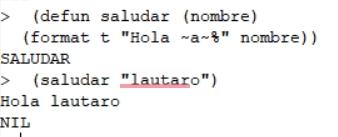 >  (defun saludar (nombre)
  (format t "Hola ~a~%" nombre))
SALUDAR
>  (saludar "lautaro")
Hola lautaro
NIL